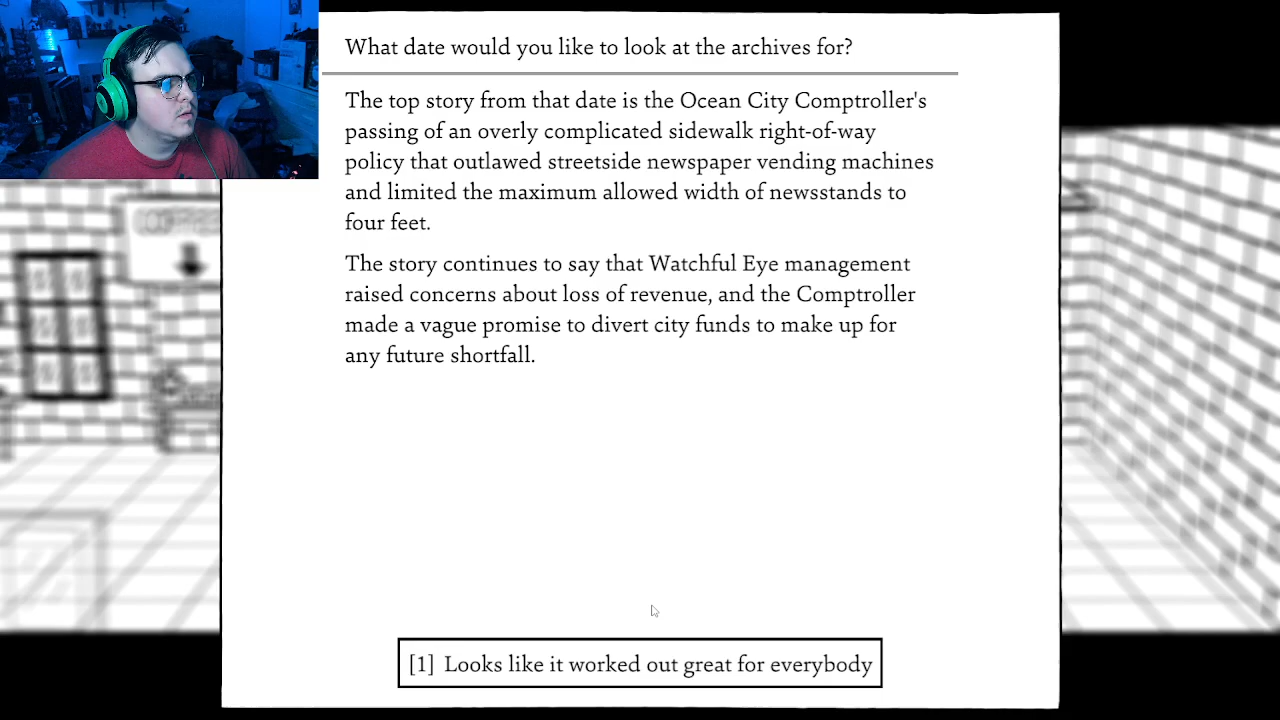 What date would you like to look at the archives for?
The top story from that date is the Ocean City Comptroller's
passing of an overly complicated sidewalk right-of-way
policy that outlawed streetside newspaper vending machines
and limited the maximum allowed width of newsstands to
four feet.
The story continues to say that Watchful Eye management
raised concerns about loss of revenue, and the Comptroller
made a vague promise to divert city funds to make up for
any future shortfall.
[1] Looks like it worked out great for everybody